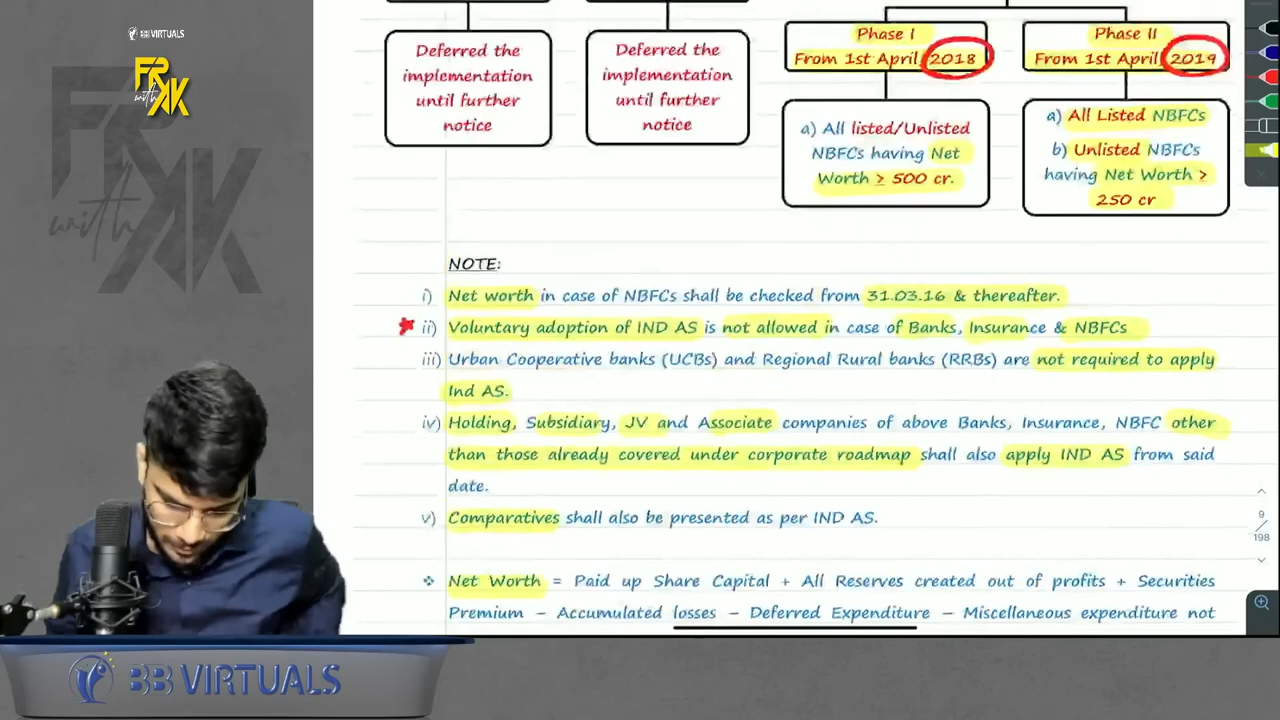 BB VIRTUALS
FR
with AK
FR
with AK
Deferred the
implementation
until further
notice
Deferred the
implementation
until further
notice
Phase I
From 1st April 2018
a) All listed/Unlisted
NBFCs having Net
Worth ≥ 500 cr.
Phase II
From 1st April 2019
a) All Listed NBFCs
b) Unlisted NBFCs
having Net Worth ≥
250 cr
NOTE:
i) Net worth in case of NBFCs shall be checked from 31.03.16 & thereafter.
ii) Voluntary adoption of IND AS is not allowed in case of Banks, Insurance & NBFCs
iii) Urban Cooperative banks (UCBs) and Regional Rural banks (RRBs) are not required to apply
Ind AS.
iv) Holding, Subsidiary, JV and Associate companies of above Banks, Insurance, NBFC other
than those already covered under corporate roadmap shall also apply IND AS from said
date.
v) Comparatives shall also be presented as per IND AS.
9
198
❖ Net Worth = Paid up Share Capital + All Reserves created out of profits + Securities
Premium – Accumulated losses – Deferred Expenditure – Miscellaneous expenditure not
BB VIRTUALS